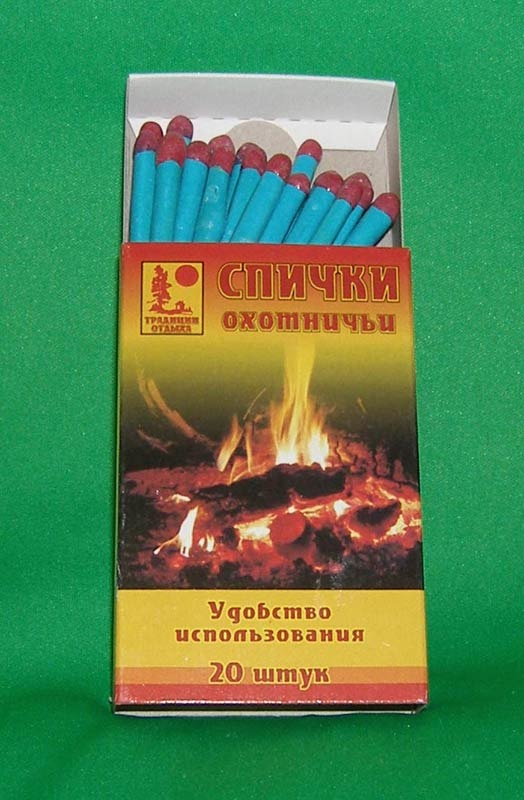 СПИЧКИ
ОХОТНИЧЬИ
ТРАДИЦИИ
ОТДЫХА
Удобство
использования
20 штук